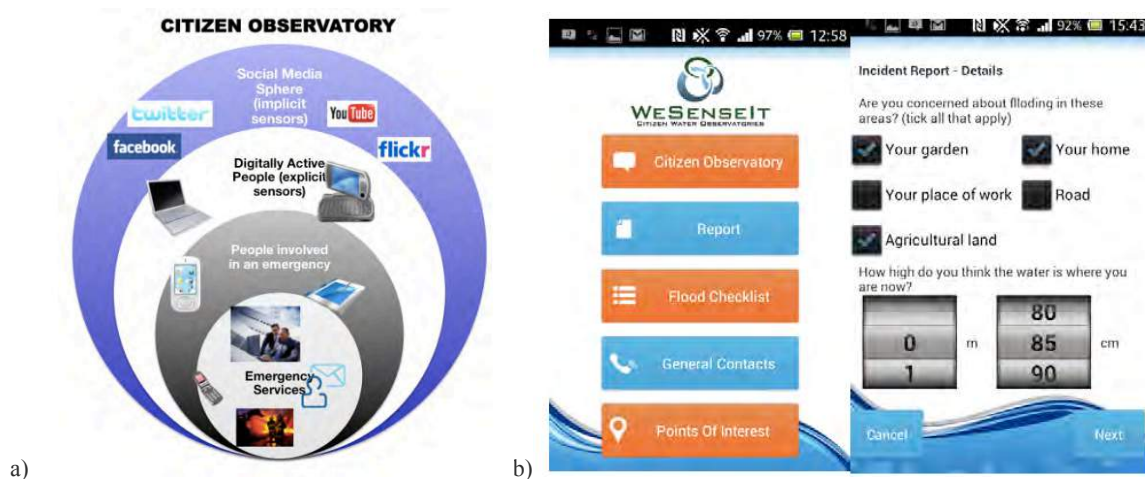 CITIZEN OBSERVATORY
Social Media
Sphere
(implicit
sensors)
twitter
YouTube
facebook
flickr
Digitally Active
People (explicit
sensors)
People involved
in an emergency
Emergency
Services
a)
97% 12:58
WeSenseIt
Citizen Water Observatories
Citizen Observatory
Report
Flood Checklist
General Contacts
Points Of Interest
b)
92% 15:43
Incident Report - Details
Are you concerned about flloding in these
areas? (tick all that apply)
Your garden
Your home
Your place of work
Road
Agricultural land
How high do you think the water is where you
are now?
80
0 m 85 cm
1 90
Cancel
Next